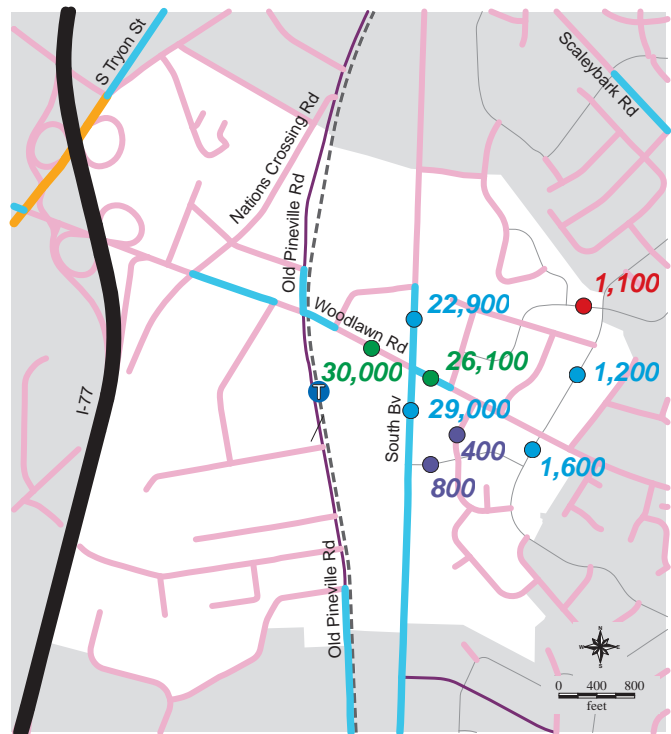 S Tryon St
Scaleybark Rd
Nations Crossing Rd
Old Pineville Rd
1,100
22,900
Woodlawn Rd
26,100
30,000
1,200
T
I-77
South Bv
29,000
400
1,600
800
Old Pineville Rd
N
W E
S
0 400 800
feet